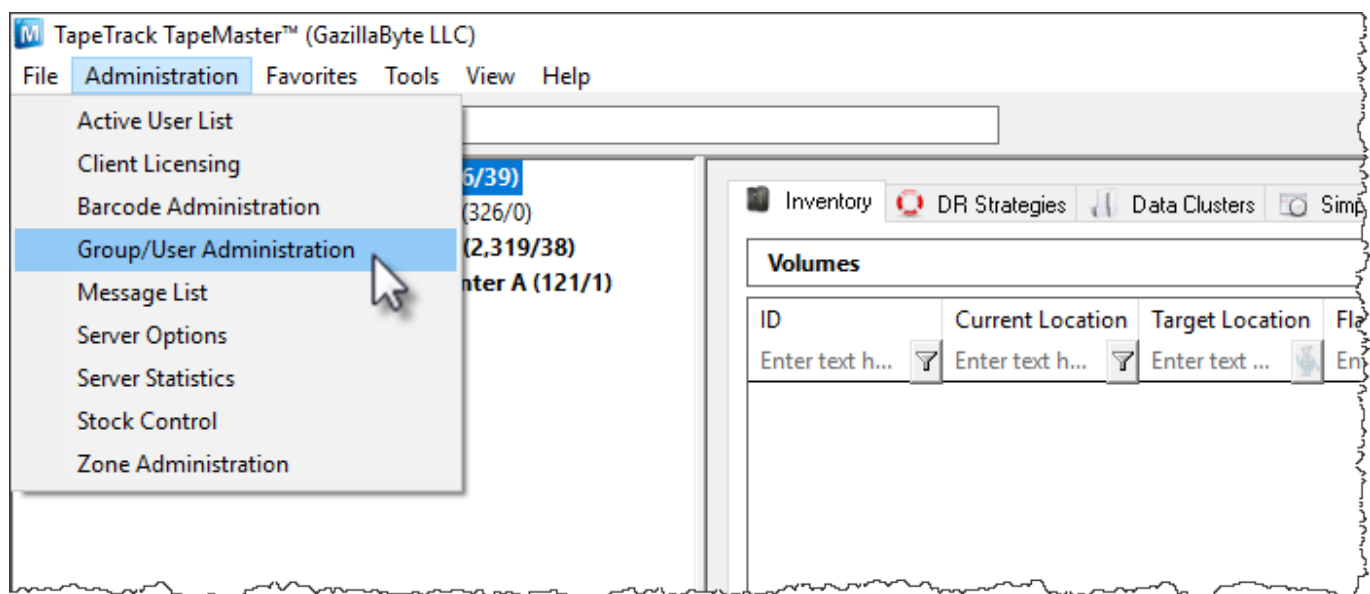 TapeTrack TapeMaster™ (GazillaByte LLC)
File Administration Favorites Tools View Help
Active User List
Client Licensing
Barcode Administration
Group/User Administration
Message List
Server Options
Server Statistics
Stock Control
Zone Administration
6/39)
(326/0)
(2,319/38)
nter A (121/1)
Inventory DR Strategies Data Clusters Simp
Volumes
ID Current Location Target Location Fla
Enter text h... Enter text h... Enter text ... En